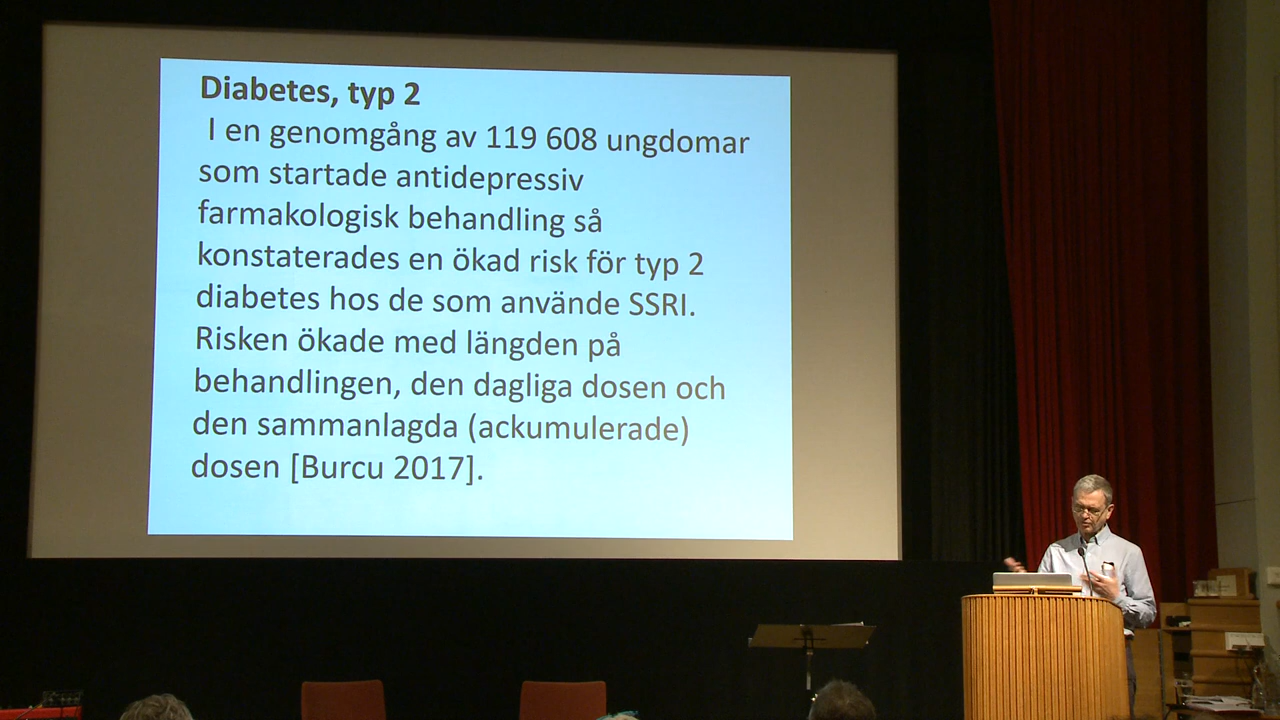 Diabetes, typ 2
I en genomgång av 119 608 ungdomar
som startade antidepressiv
farmakologisk behandling så
konstaterades en ökad risk för typ 2
diabetes hos de som använde SSRI.
Risken ökade med längden på
behandlingen, den dagliga dosen och
den sammanlagda (ackumulerade)
dosen [Burcu 2017].